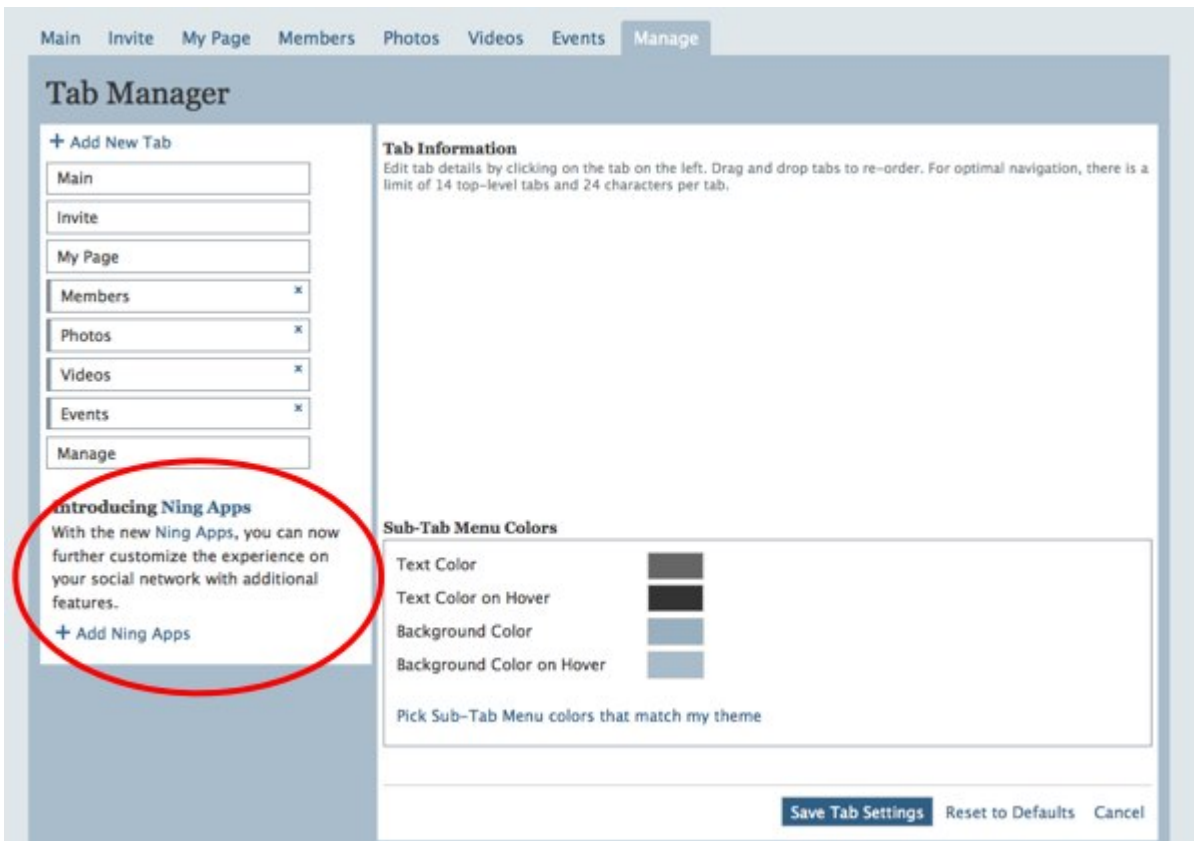 Main Invite My Page Members Photos Videos Events Manage
Tab Manager
+ Add New Tab
Main
Invite
My Page
Members x
Photos x
Videos x
Events x
Manage
Introducing Ning Apps
With the new Ning Apps, you can now
further customize the experience on
your social network with additional
features.
+ Add Ning Apps
Tab Information
Edit tab details by clicking on the tab on the left. Drag and drop tabs to re-order. For optimal navigation, there is a
limit of 14 top-level tabs and 24 characters per tab.
Sub-Tab Menu Colors
Text Color
Text Color on Hover
Background Color
Background Color on Hover
Pick Sub-Tab Menu colors that match my theme
Save Tab Settings Reset to Defaults Cancel